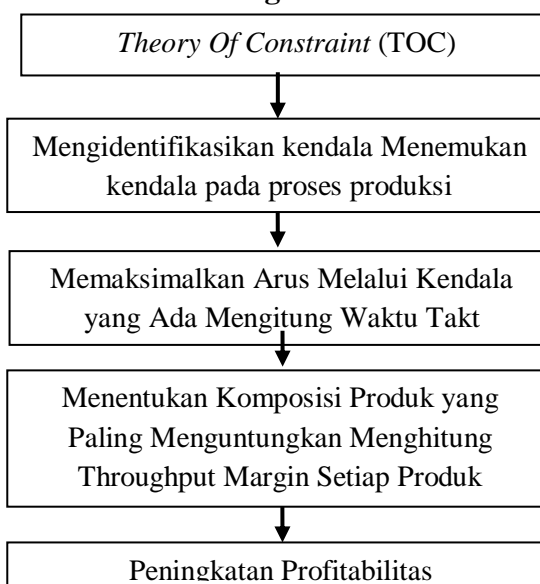 Theory Of Constraint (TOC)
Mengidentifikasikan kendala Menemukan
kendala pada proses produksi
Memaksimalkan Arus Melalui Kendala
yang Ada Mengitung Waktu Takt
Menentukan Komposisi Produk yang
Paling Menguntungkan Menghitung
Throughput Margin Setiap Produk
Peningkatan Profitabilitas